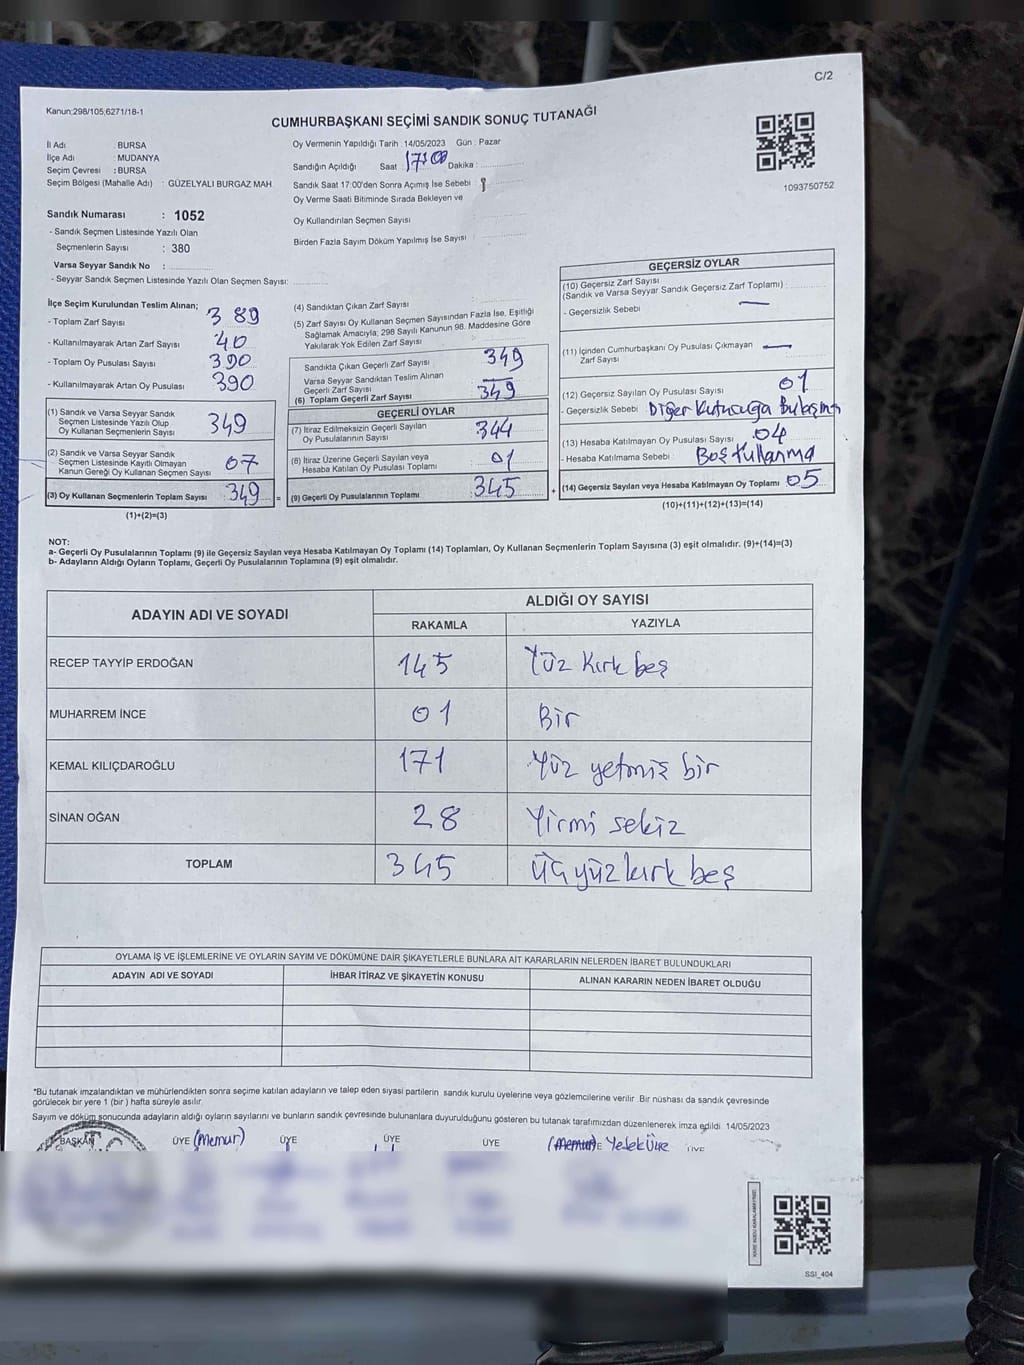 C/2
Kanun:298/105;6271/18-1
CUMHURBAŞKANI SEÇİMİ SANDIK SONUÇ TUTANAĞI
İl Adı : BURSA
İlçe Adı : MUDANYA
Seçim Çevresi : BURSA
Seçim Bölgesi (Mahalle Adı) : GÜZELYALI BURGAZ MAH
Oy Vermenin Yapıldığı Tarih : 14/05/2023 Gün : Pazar
Sandığın Açıldığı Saat 17:00 Dakika :
Sandık Saat 17:00'den Sonra Açımış İse Sebebi :
Oy Verme Saati Bitiminde Sırada Bekleyen ve
Oy Kullandırılan Seçmen Sayısı
Birden Fazla Sayım Döküm Yapılmış İse Sayısı
1093750752
Sandık Numarası : 1052
- Sandık Seçmen Listesinde Yazılı Olan
Seçmenlerin Sayısı : 380
Varsa Seyyar Sandık No :
- Seyyar Sandık Seçmen Listesinde Yazılı Olan Seçmen Sayısı:
İlçe Seçim Kurulundan Teslim Alınan;
- Toplam Zarf Sayısı 389
- Kullanılmayarak Artan Zarf Sayısı 40
- Toplam Oy Pusulası Sayısı 390
- Kullanılmayarak Artan Oy Pusulası 390
(1) Sandık ve Varsa Seyyar Sandık
Seçmen Listesinde Yazılı Olup
Oy Kullanan Seçmenlerin Sayısı 349
(2) Sandık ve Varsa Seyyar Sandık
Seçmen Listesinde Kayıtlı Olmayan
Kanun Gereği Oy Kullanan Seçmen Sayısı 07
(3) Oy Kullanan Seçmenlerin Toplam Sayısı 349 =
(1)+(2)=(3)
(4) Sandıktan Çıkan Zarf Sayısı :
(5) Zarf Sayısı Oy Kullanan Seçmen Sayısından Fazla İse, Eşitliği
Sağlamak Amacıyla; 298 Sayılı Kanunun 98. Maddesine Göre
Yakılarak Yok Edilen Zarf Sayısı
Sandıkta Çıkan Geçerli Zarf Sayısı 349
Varsa Seyyar Sandıktan Teslim Alınan
Geçerli Zarf Sayısı
(6) Toplam Geçerli Zarf Sayısı 349
GEÇERLİ OYLAR
(7) İtiraz Edilmeksizin Geçerli Sayılan
Oy Pusulalarının Sayısı 344
(8) İtiraz Üzerine Geçerli Sayılan veya
Hesaba Katılan Oy Pusulası Toplamı 01
(9) Geçerli Oy Pusulalarının Toplamı 345 +
GEÇERSİZ OYLAR
(10) Geçersiz Zarf Sayısı
(Sandık ve Varsa Seyyar Sandık Geçersiz Zarf Toplamı) :
- Geçersizlik Sebebi —
(11) İçinden Cumhurbaşkanı Oy Pusulası Çıkmayan —
Zarf Sayısı
(12) Geçersiz Sayılan Oy Pusulası Sayısı 01
- Geçersizlik Sebebi Diğer Kutucuğa Bulaşma
(13) Hesaba Katılmayan Oy Pusulası Sayısı : 04
- Hesaba Katılmama Sebebi : Boş Kullanma
(14) Geçersiz Sayılan veya Hesaba Katılmayan Oy Toplamı 05
(10)+(11)+(12)+(13)=(14)
NOT:
a- Geçerli Oy Pusulalarının Toplamı (9) ile Geçersiz Sayılan veya Hesaba Katılmayan Oy Toplamı (14) Toplamları, Oy Kullanan Seçmenlerin Toplam Sayısına (3) eşit olmalıdır. (9)+(14)=(3)
b- Adayların Aldığı Oyların Toplamı, Geçerli Oy Pusulalarının Toplamına (9) eşit olmalıdır.
ADAYIN ADI VE SOYADI
ALDIĞI OY SAYISI
RAKAMLA YAZIYLA
RECEP TAYYİP ERDOĞAN 145 Yüz Kırk beş
MUHARREM İNCE 01 Bir
KEMAL KILIÇDAROĞLU 171 Yüz yetmiş bir
SİNAN OĞAN 28 Yirmi sekiz
TOPLAM 345 Üçyüzkırk beş
OYLAMA İŞ VE İŞLEMLERİNE VE OYLARIN SAYIM VE DÖKÜMÜNE DAİR ŞİKAYETLERLE BUNLARA AİT KARARLARIN NELERDEN İBARET BULUNDUKLARI
ADAYIN ADI VE SOYADI İHBAR İTİRAZ VE ŞİKAYETİN KONUSU ALINAN KARARIN NEDEN İBARET OLDUĞU
*Bu tutanak imzalandıktan ve mühürlendikten sonra seçime katılan adayların ve talep eden siyasi partilerin sandık kurulu üyelerine veya gözlemcilerine verilir. Bir nüshası da sandık çevresinde
görülecek bir yere 1 (bir ) hafta süreyle asılır.
Sayım ve döküm sonucunda adayların aldığı oyların sayılarını ve bunların sandık çevresinde bulunanlara duyurulduğunu gösteren bu tutanak tarafımızdan düzenlenerek imza edildi. 14/05/2023
BAŞKAN ÜYE (Memur) ÜYE ÜYE ÜYE (Memur) Yedek Üye ÜYE
SSİ_404